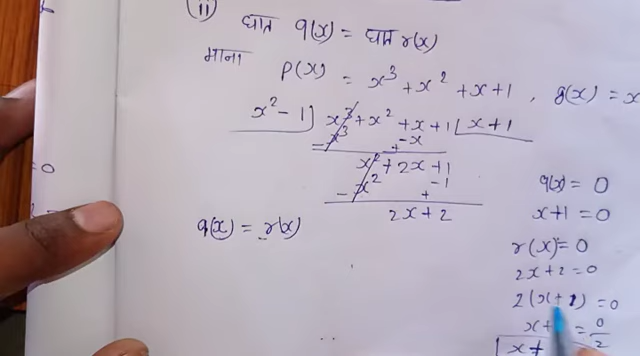 (ii) घात q(x) = घात r(x)
माना p(x) = x³ + x² + x + 1 , g(x) = x
x² - 1 ) x³ + x² + x + 1 ( x + 1
- x³ + - x
x² + 2x + 1
- x² + - 1
2x + 2
q(x) = r(x)
q(x) = 0
x + 1 = 0
r(x) = 0
2x + 2 = 0
2(x + 1) = 0
x + = 0/2
x +
= 0